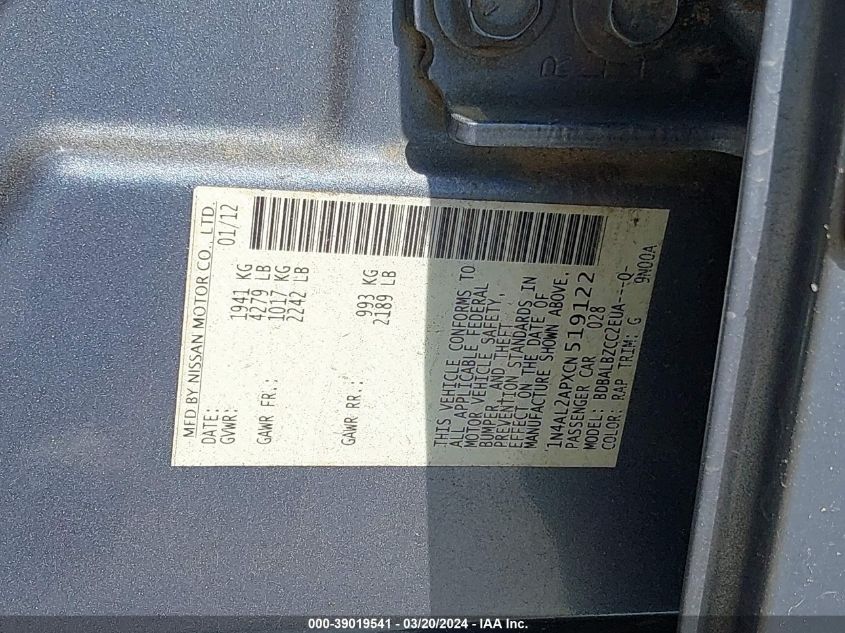 MFD BY NISSAN MOTOR CO., LTD.
DATE: 01/12
GVWR: 1941 KG
4279 LB
GAWR FR.: 1017 KG
2242 LB
GAWR RR.: 993 KG
2189 LB
THIS VEHICLE CONFORMS TO
ALL APPLICABLE FEDERAL
MOTOR VEHICLE SAFETY,
BUMPER, AND THEFT
PREVENTION STANDARDS IN
EFFECT ON THE DATE OF
MANUFACTURE SHOWN ABOVE.
1N4AL2APXCN519122
PASSENGER CAR 028
MODEL: BDBALBZCC2EUA---Q-
COLOR: RAP TRIM: G 9N00A
R
000-39019541 - 03/20/2024 - IAA Inc.